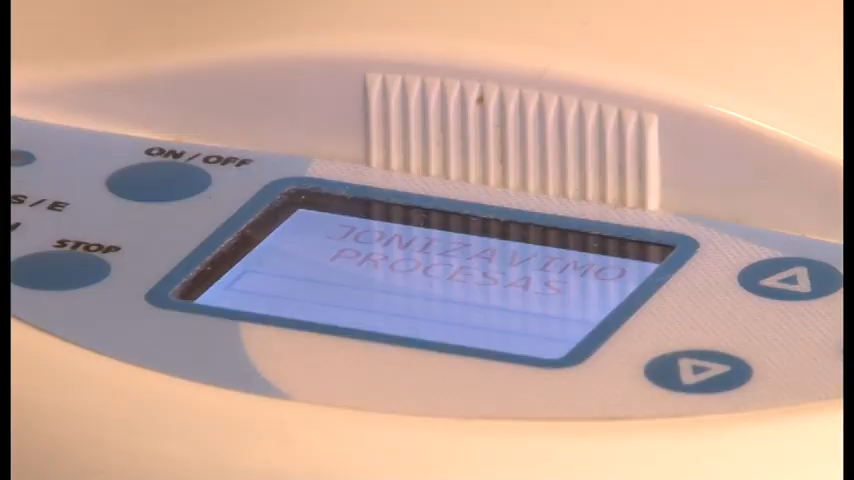 ON / OFF
S / E
STOP
JONIZAVIMO
PROCESAS